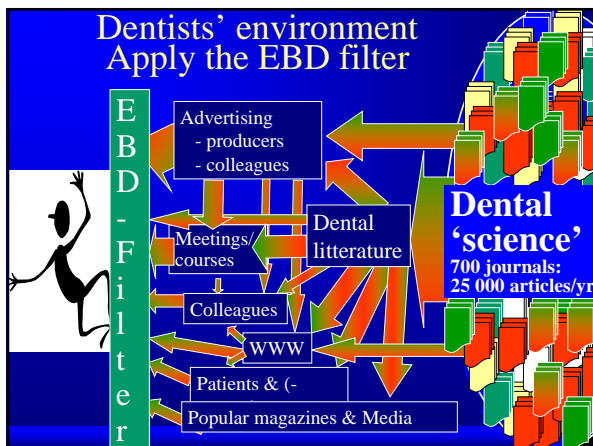 Dentists’ environment
Apply the EBD filter
E
B
D
-
F
i
l
t
e
r
Advertising
- producers
- colleagues
Meetings/
courses
Colleagues
WWW
Patients & (-
Popular magazines & Media
Dental
litterature
Dental
‘science’
700 journals:
25 000 articles/yr